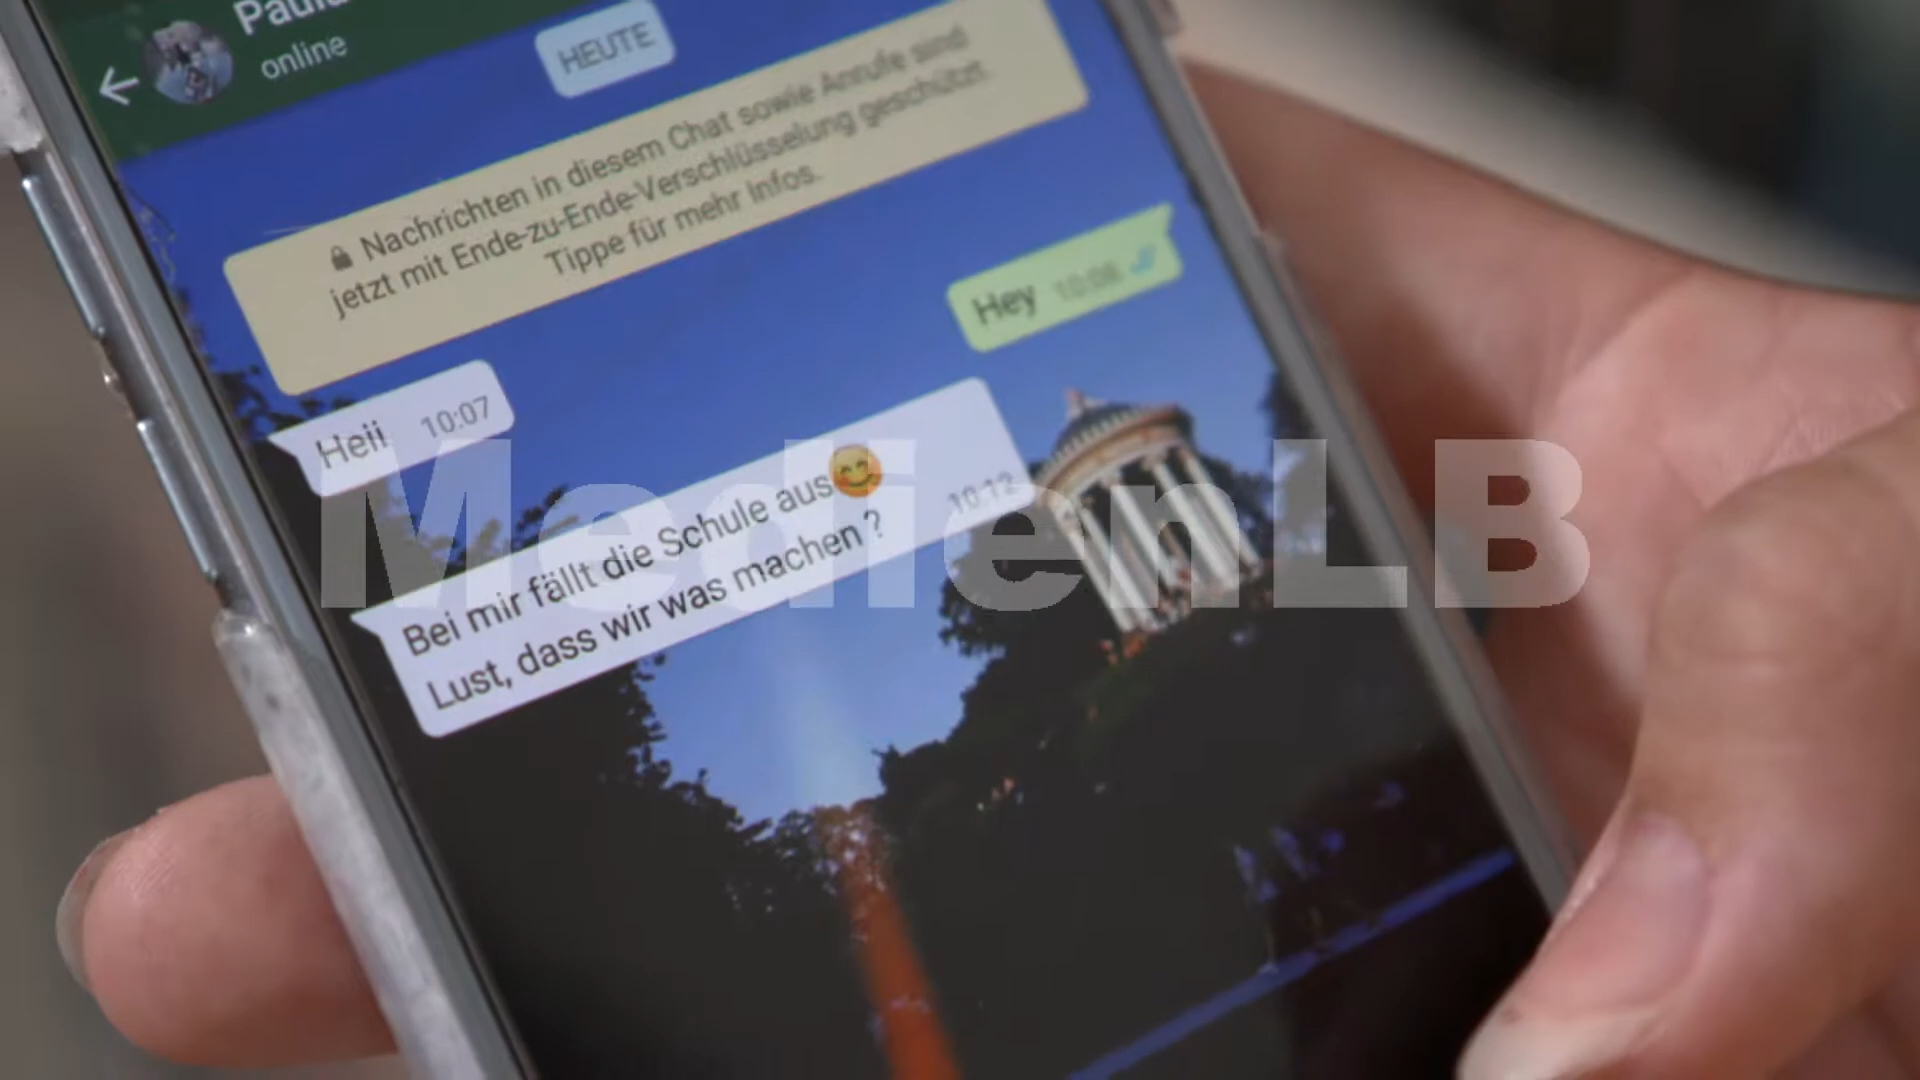 online
HEUTE
Nachrichten in diesem Chat sowie Anrufe sind
jetzt mit Ende-zu-Ende-Verschlüsselung geschützt.
Tippe für mehr Infos.
Hey 10:06
Heii 10:07
Bei mir fällt die Schule aus😊
Lust, dass wir was machen ? 10:12
MedienLB